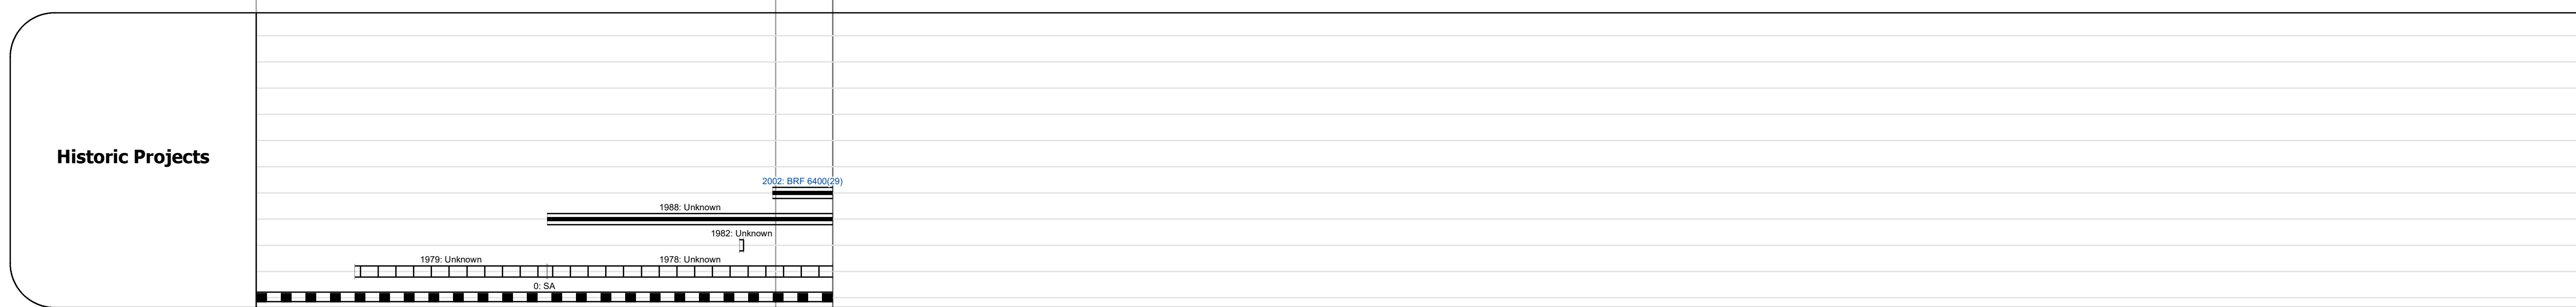 Historic Projects
2002: BRF 6400(29)
1988: Unknown
1982: Unknown
1979: Unknown
1978: Unknown
0: SA